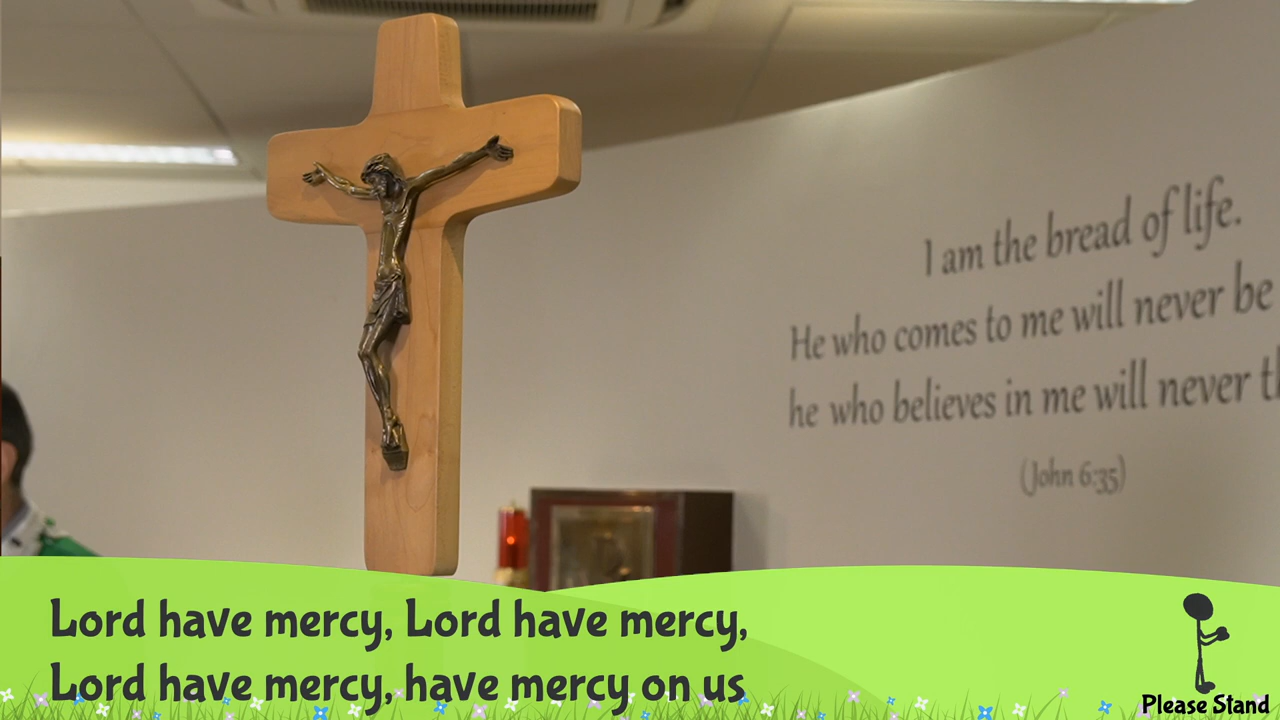 I am the bread of life.
He who comes to me will never be
he who believes in me will never
(John 6:35)
Lord have mercy, Lord have mercy,
Lord have mercy, have mercy on us
Please Stand